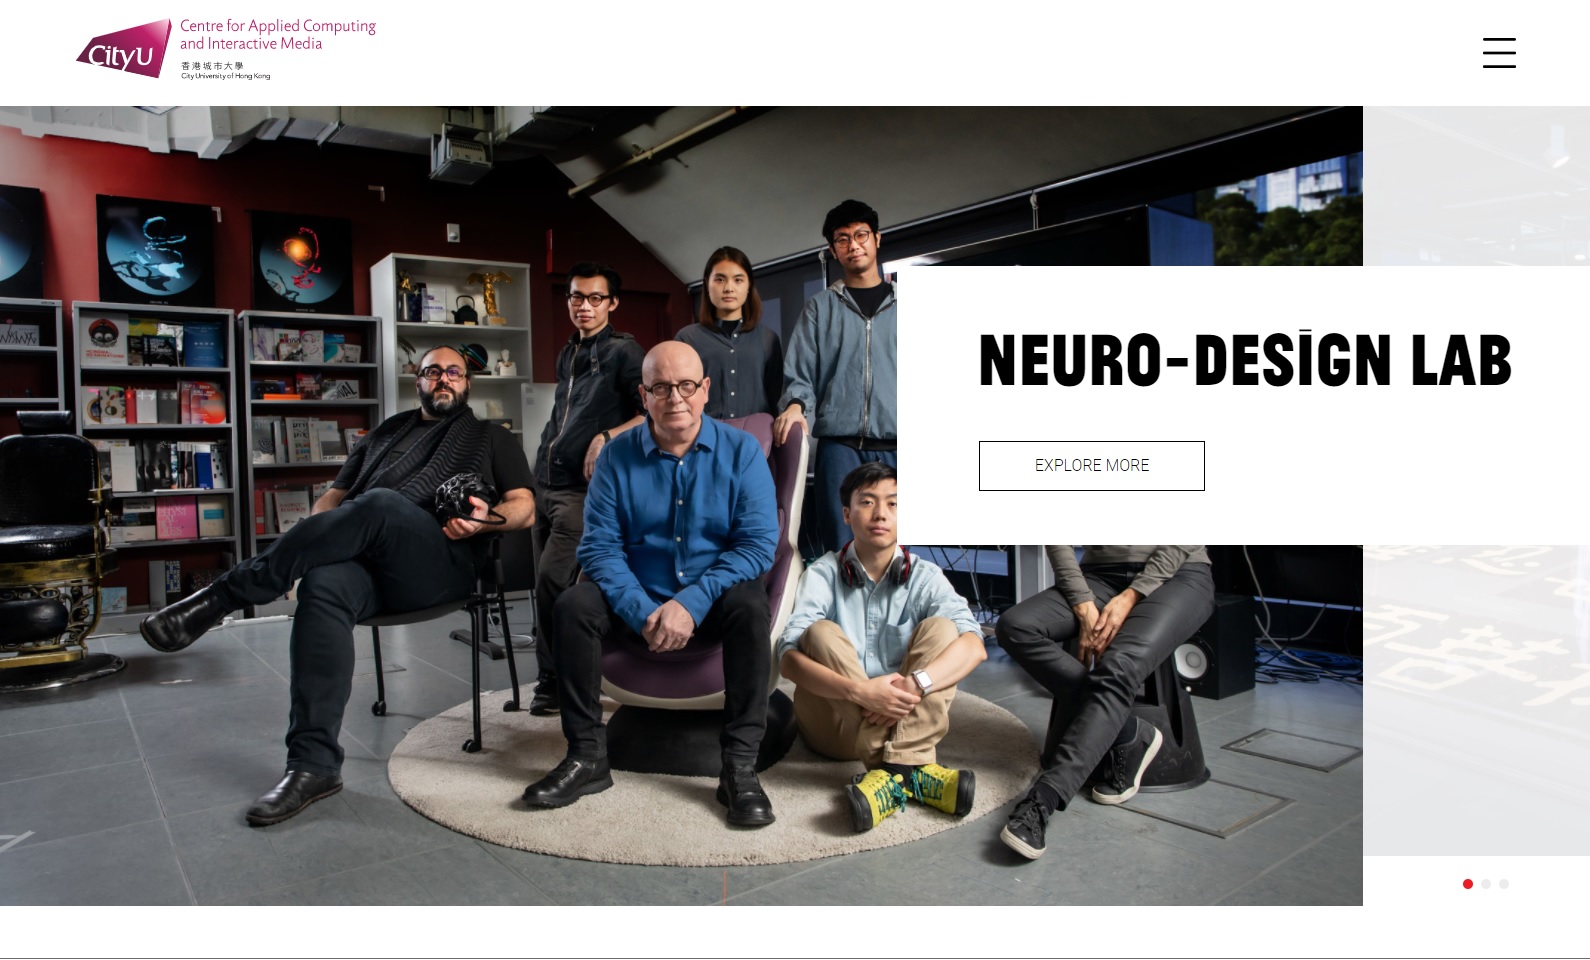 CityU
Centre for Applied Computing
and Interactive Media
香港城市大學
City University of Hong Kong
NEURO-DESĪGN LAB
EXPLORE MORE